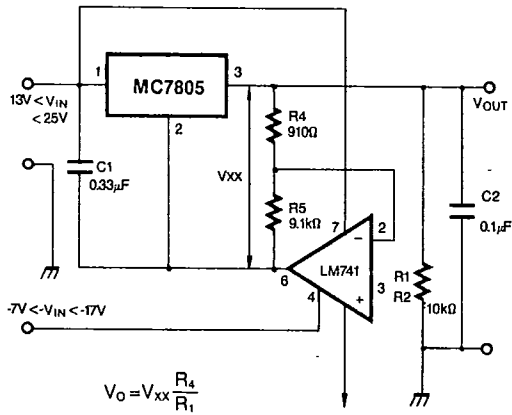 1
MC7805
3
2
13V < VIN
< 25V
C1
0.33µF
VXX
R4
910Ω
R5
9.1kΩ
VOUT
7
−
2
6
LM741
4
+
3
R1
R2
10kΩ
C2
0.1µF
-7V<-VIN <-17V
VO = VXX R4
R1